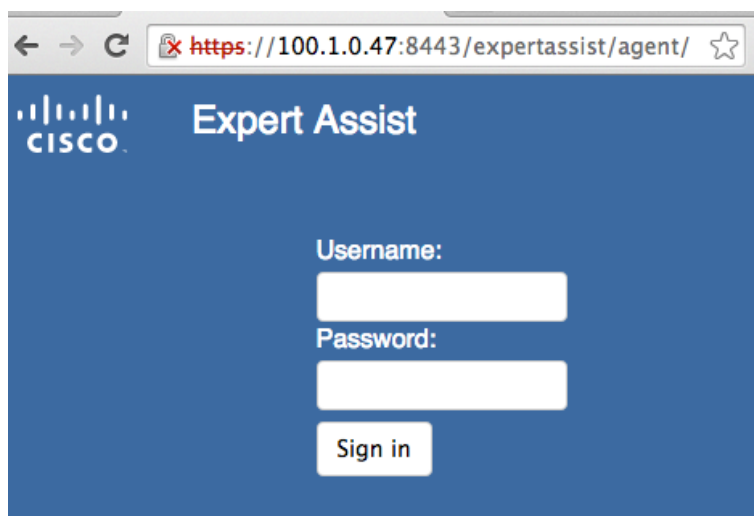 https://100.1.0.47:8443/expertassist/agent/
CISCO.
Expert Assist
Username:
Password:
Sign in